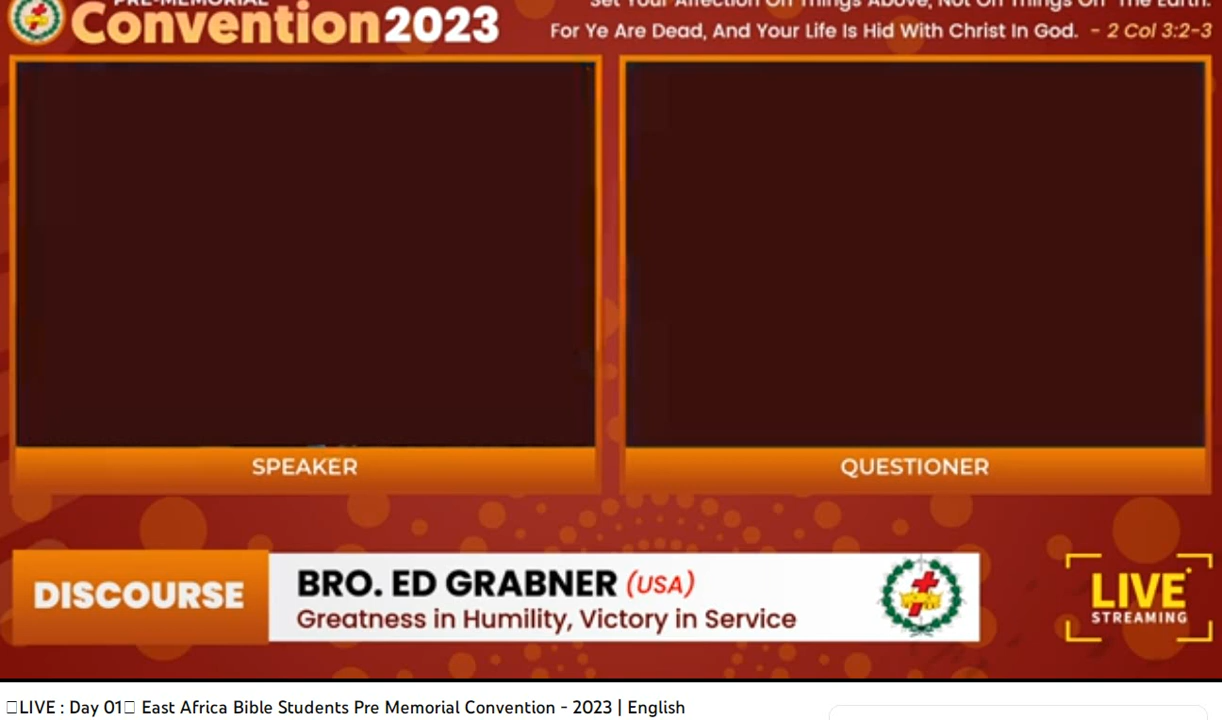 PRE-MEMORIAL
Convention 2023
Set Your Affection On Things Above, Not On Things On The Earth.
For Ye Are Dead, And Your Life Is Hid With Christ In God. - 2 Col 3:2-3
SPEAKER
QUESTIONER
DISCOURSE
BRO. ED GRABNER (USA)
Greatness in Humility, Victory in Service
LIVE
STREAMING
LIVE : Day 01 East Africa Bible Students Pre Memorial Convention - 2023 | English